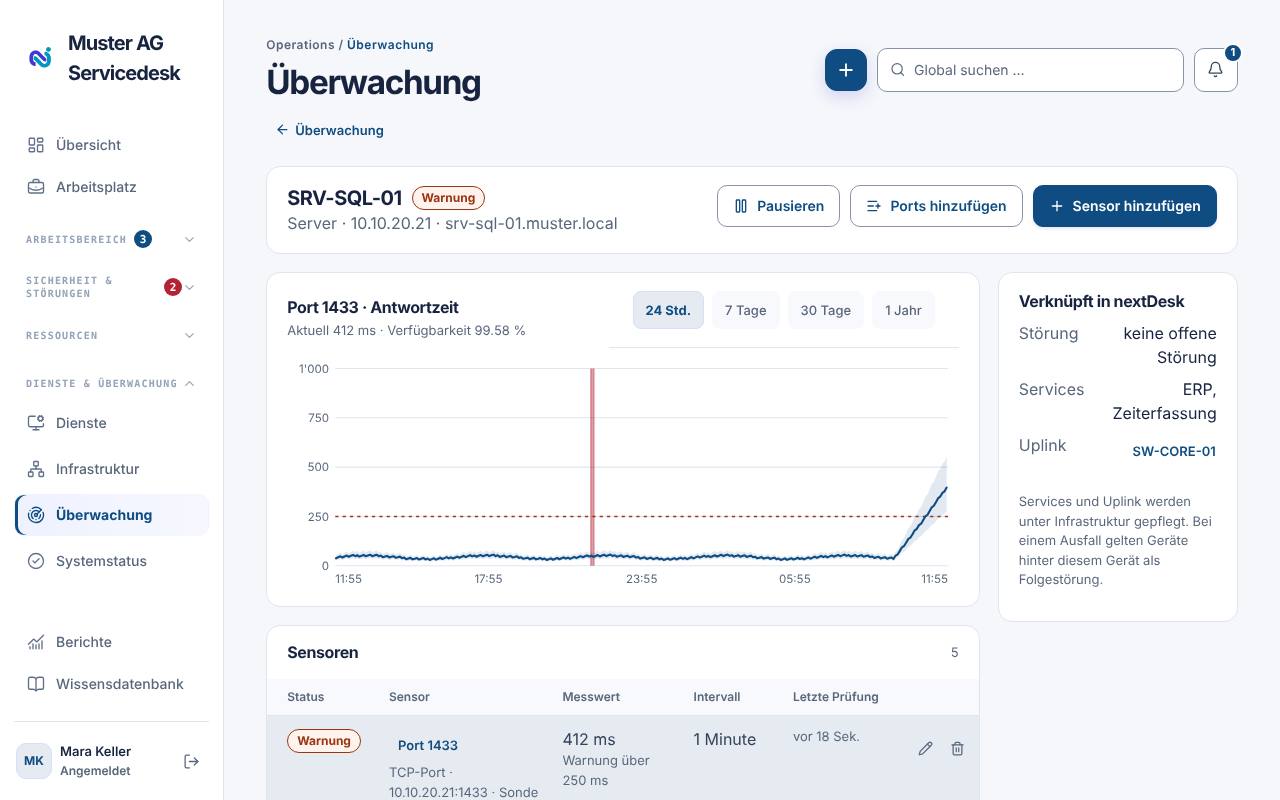 Muster AG
Servicedesk
Übersicht
Arbeitsplatz
ARBEITSBEREICH 3
SICHERHEIT &
STÖRUNGEN 2
RESSOURCEN
DIENSTE & ÜBERWACHUNG
Dienste
Infrastruktur
Überwachung
Systemstatus
Berichte
Wissensdatenbank
MK
Mara Keller
Angemeldet
Operations / Überwachung
Überwachung
Global suchen ...
1
Überwachung
SRV-SQL-01 Warnung
Server · 10.10.20.21 · srv-sql-01.muster.local
Pausieren
Ports hinzufügen
Sensor hinzufügen
Port 1433 · Antwortzeit
Aktuell 412 ms · Verfügbarkeit 99.58 %
24 Std. 7 Tage 30 Tage 1 Jahr
1'000
750
500
250
0
11:55 17:55 23:55 05:55 11:55
Verknüpft in nextDesk
Störung keine offene
Störung
Services ERP,
Zeiterfassung
Uplink SW-CORE-01
Services und Uplink werden
unter Infrastruktur gepflegt. Bei
einem Ausfall gelten Geräte
hinter diesem Gerät als
Folgestörung.
Sensoren 5
Status Sensor Messwert Intervall Letzte Prüfung
Warnung Port 1433 412 ms 1 Minute vor 18 Sek.
Warnung über
250 ms
TCP-Port ·
10.10.20.21:1433 · Sonde